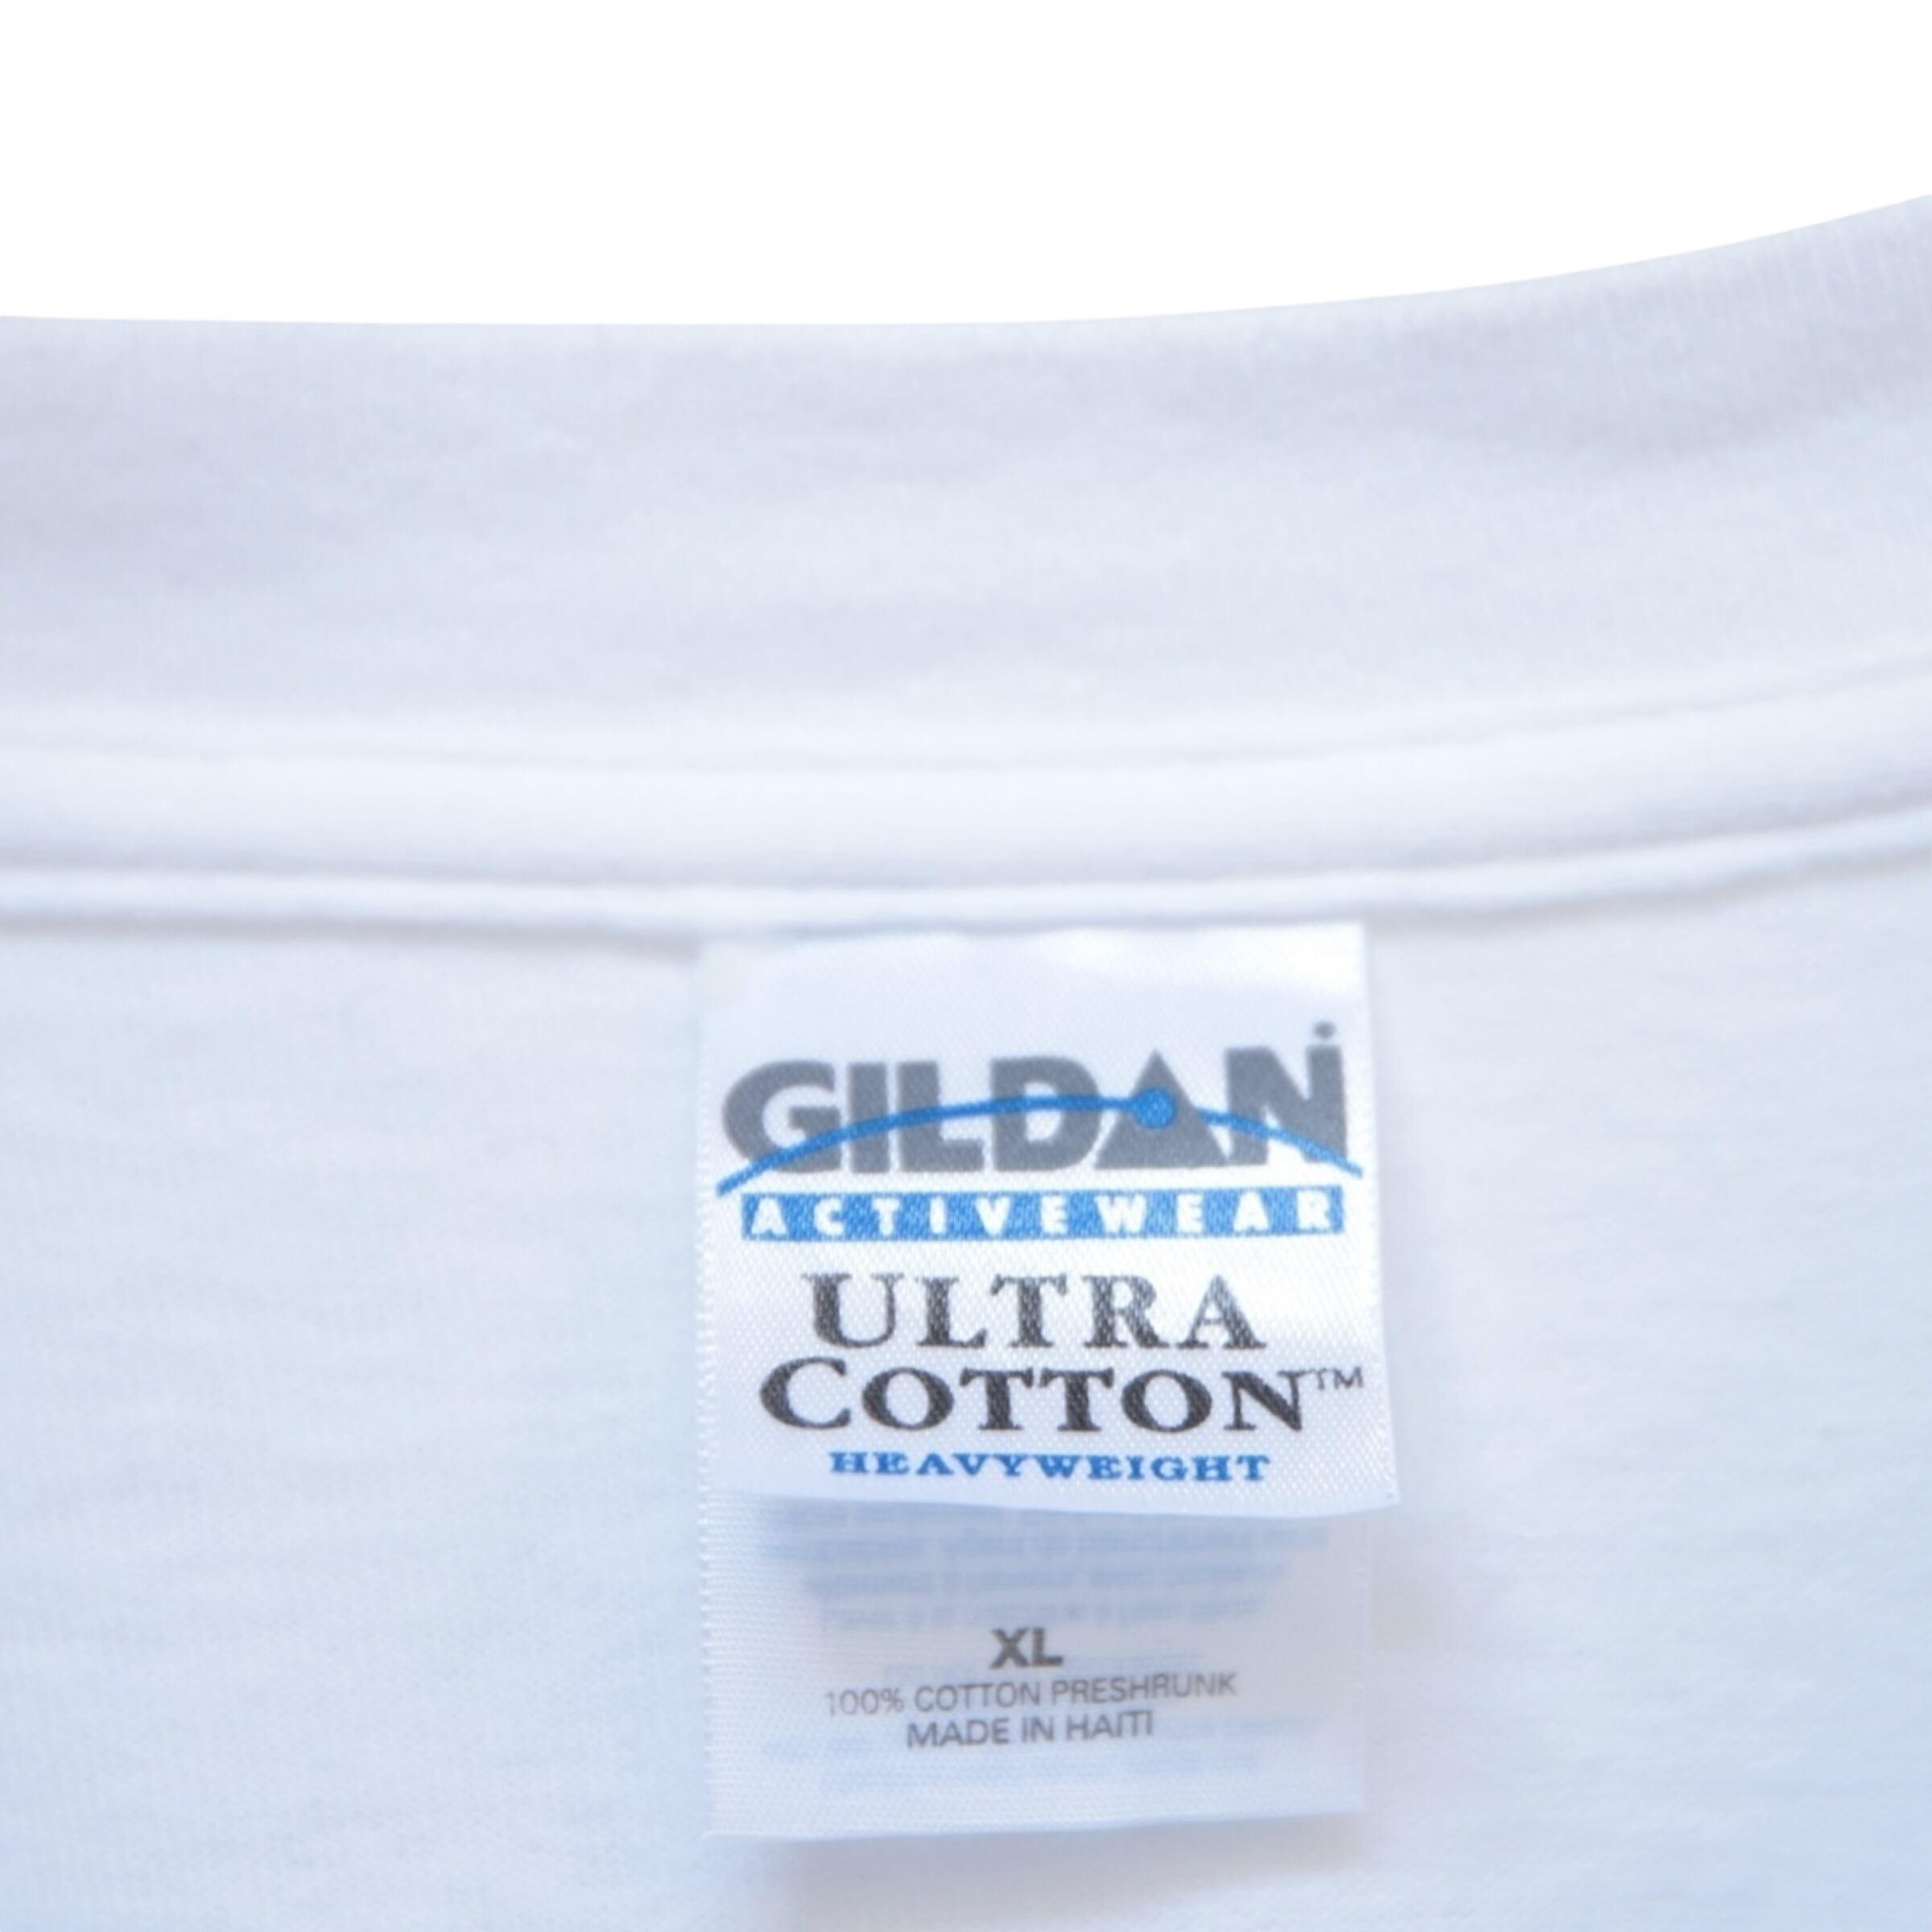 GILDAN
ACTIVEWEAR
ULTRA
COTTON™
HEAVYWEIGHT
XL
100% COTTON PRESHRUNK
MADE IN HAITI